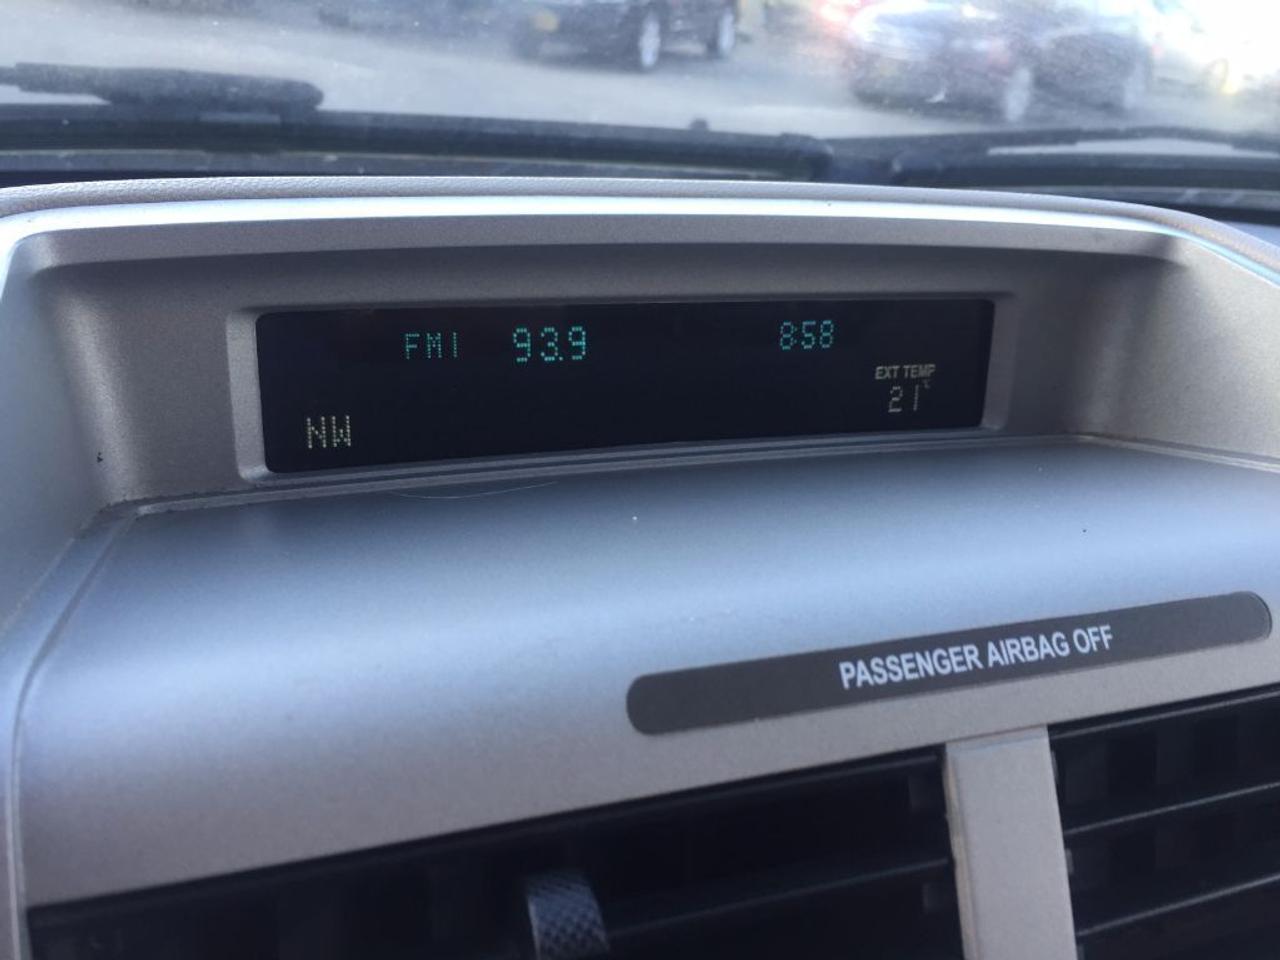 FM1 93.9 8:58
EXT TEMP
21°C
NW
PASSENGER AIRBAG OFF